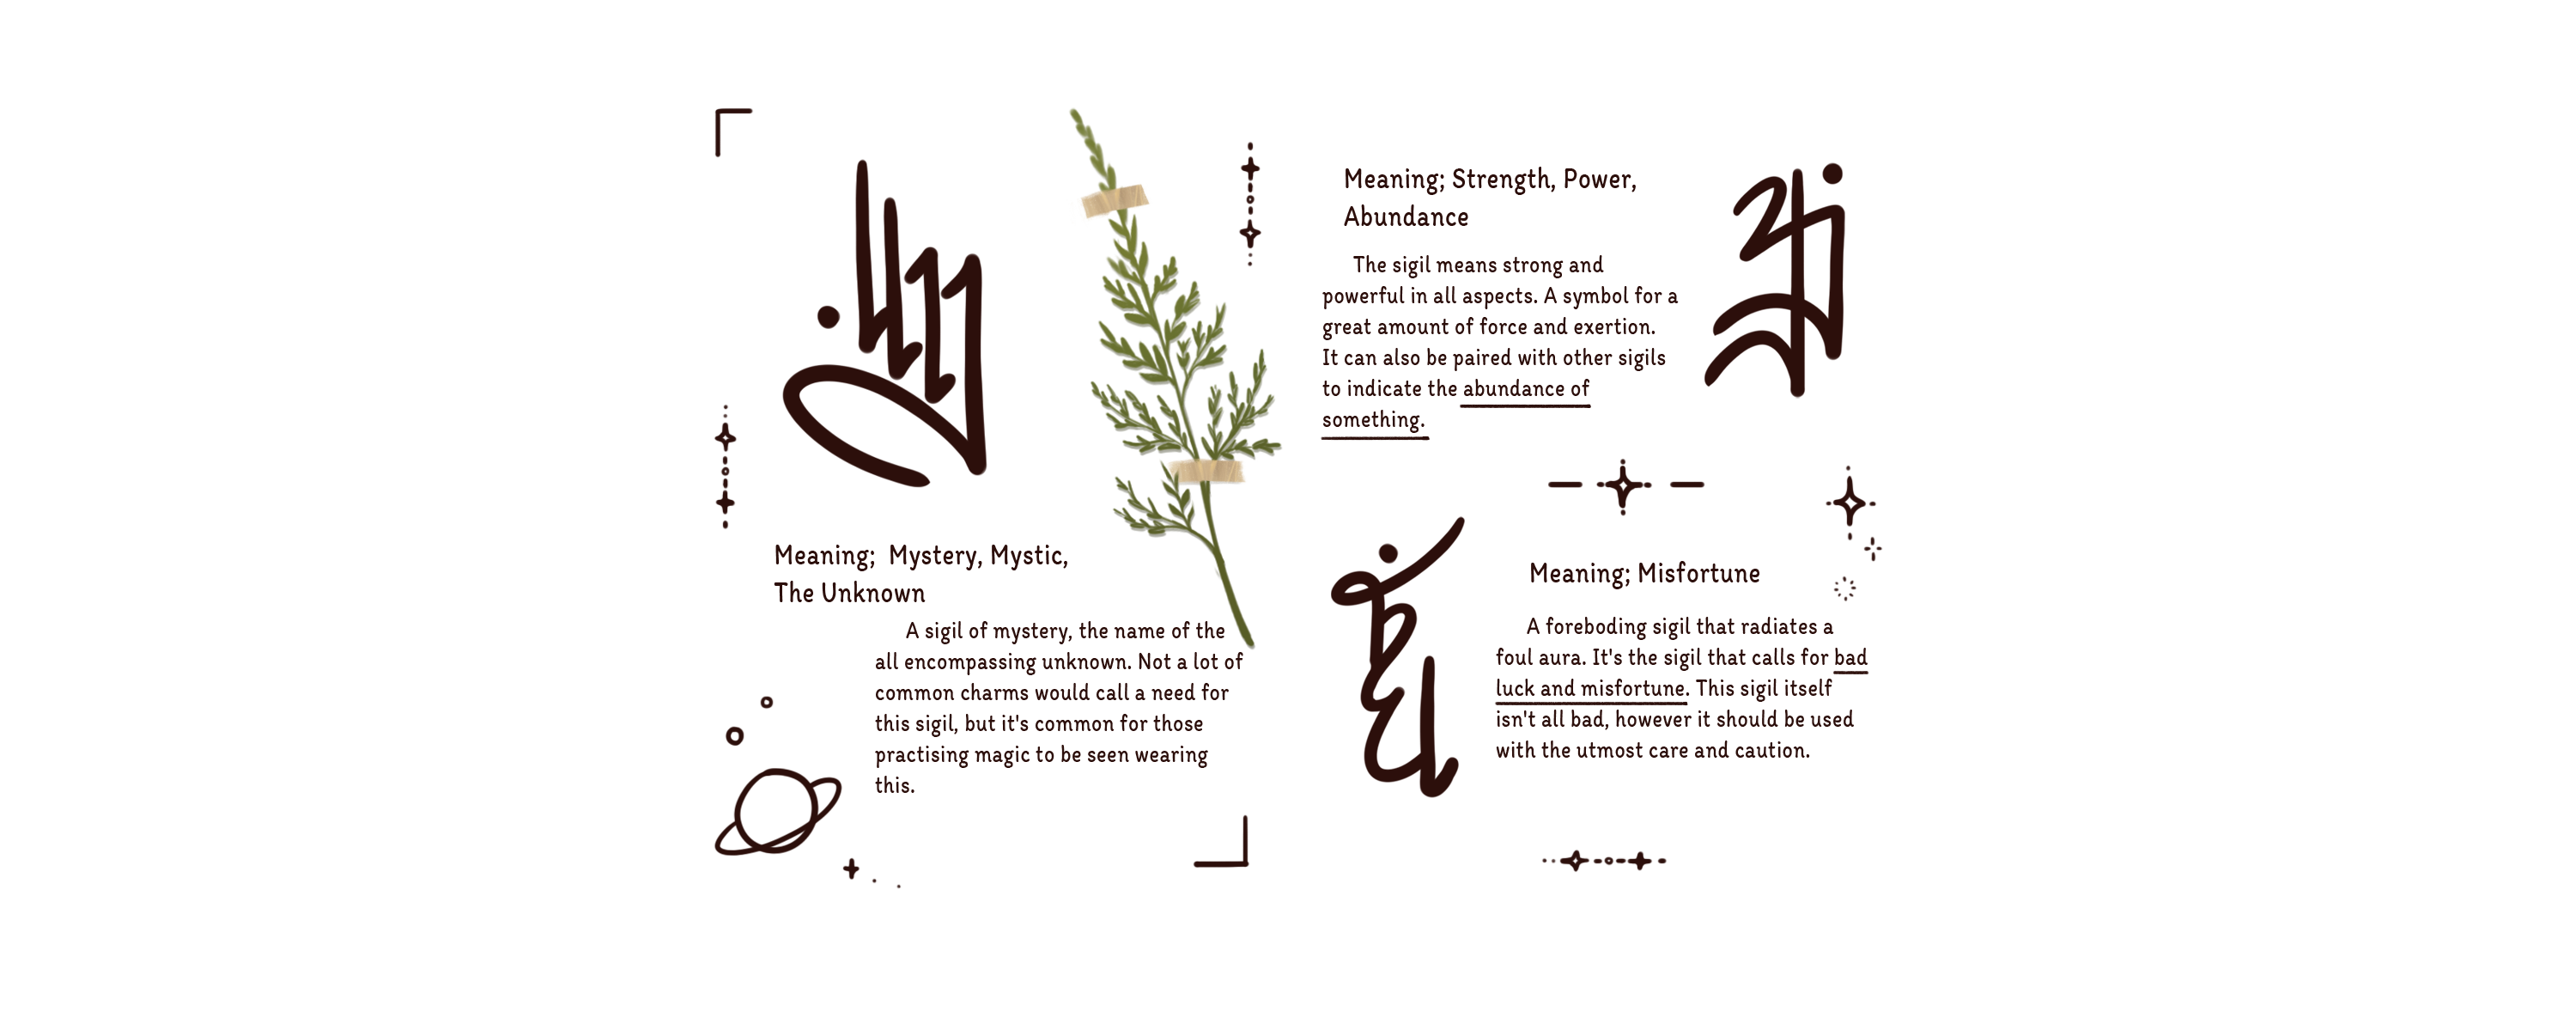 Meaning; Mystery, Mystic,
The Unknown
A sigil of mystery, the name of the
all encompassing unknown. Not a lot of
common charms would call a need for
this sigil, but it's common for those
practising magic to be seen wearing
this.
Meaning; Strength, Power,
Abundance
The sigil means strong and
powerful in all aspects. A symbol for a
great amount of force and exertion.
It can also be paired with other sigils
to indicate the abundance of
something.
Meaning; Misfortune
A foreboding sigil that radiates a
foul aura. It's the sigil that calls for bad
luck and misfortune. This sigil itself
isn't all bad, however it should be used
with the utmost care and caution.